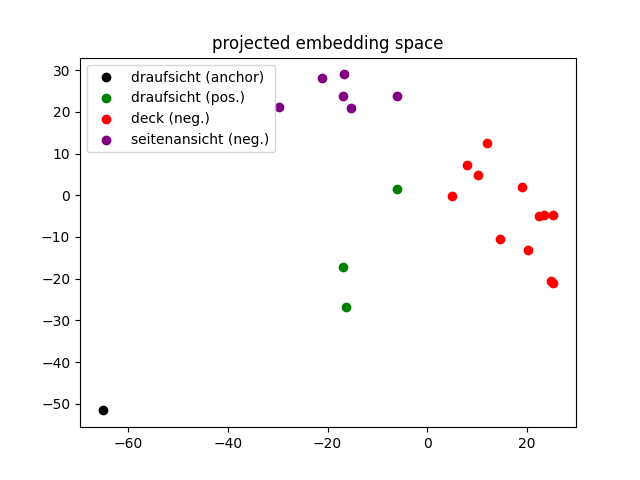 projected embedding space
draufsicht (anchor)
draufsicht (pos.)
deck (neg.)
seitenansicht (neg.)
30
20
10
0
−10
−20
−30
−40
−50
−60 −40 −20 0 20